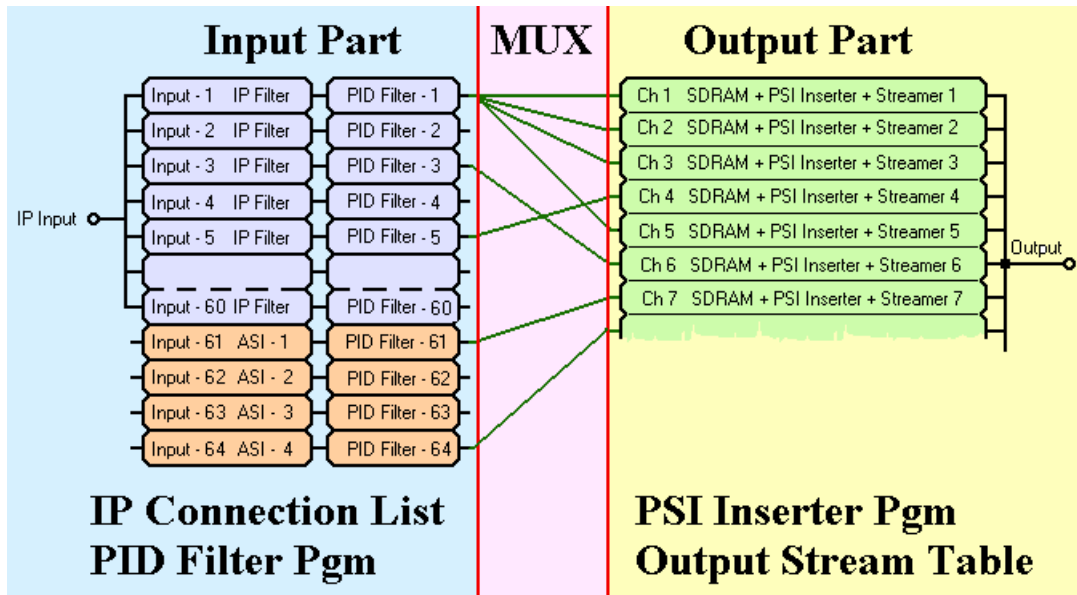 Input Part
MUX
Output Part
Input - 1 IP Filter
PID Filter - 1
Ch 1 SDRAM + PSI Inserter + Streamer 1
Input - 2 IP Filter
PID Filter - 2
Ch 2 SDRAM + PSI Inserter + Streamer 2
Input - 3 IP Filter
PID Filter - 3
Ch 3 SDRAM + PSI Inserter + Streamer 3
Input - 4 IP Filter
PID Filter - 4
Ch 4 SDRAM + PSI Inserter + Streamer 4
IP Input
Input - 5 IP Filter
PID Filter - 5
Ch 5 SDRAM + PSI Inserter + Streamer 5
Output
Ch 6 SDRAM + PSI Inserter + Streamer 6
Input - 60 IP Filter
PID Filter - 60
Ch 7 SDRAM + PSI Inserter + Streamer 7
Input - 61 ASI - 1
PID Filter - 61
Input - 62 ASI - 2
PID Filter - 62
Input - 63 ASI - 3
PID Filter - 63
Input - 64 ASI - 4
PID Filter - 64
IP Connection List
PID Filter Pgm
PSI Inserter Pgm
Output Stream Table